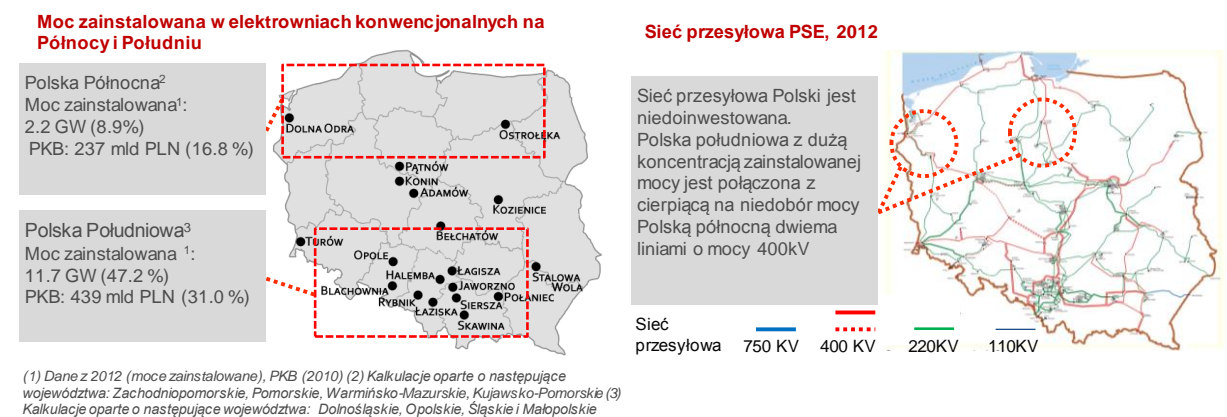 Moc zainstalowana w elektrowniach konwencjonalnych na
Północy i Południu
Polska Północna2
Moc zainstalowana1:
2.2 GW (8.9%)
PKB: 237 mld PLN (16.8 %)
Polska Południowa3
Moc zainstalowana 1:
11.7 GW (47.2 %)
PKB: 439 mld PLN (31.0 %)
DOLNA ODRA
OSTROŁĘKA
PĄTNÓW
KONIN
ADAMÓW
KOZIENICE
BEŁCHATÓW
TURÓW
OPOLE
HALEMBA
ŁAGISZA
STALOWA
WOLA
BLACHOWNIA
JAWORZNO
POŁANIEC
RYBNIK
SIERSZA
ŁAZISKA
SKAWINA
(1) Dane z 2012 (moce zainstalowane), PKB (2010) (2) Kalkulacje oparte o następujące
województwa: Zachodniopomorskie, Pomorskie, Warmińsko-Mazurskie, Kujawsko-Pomorskie (3)
Kalkulacje oparte o następujące województwa: Dolnośląskie, Opolskie, Śląskie i Małopolskie
Sieć przesyłowa PSE, 2012
Sieć przesyłowa Polski jest
niedoinwestowana.
Polska południowa z dużą
koncentracją zainstalowanej
mocy jest połączona z
cierpiącą na niedobór mocy
Polską północną dwiema
liniami o mocy 400kV
Sieć
przesyłowa
750 KV
400 KV
220KV
110KV